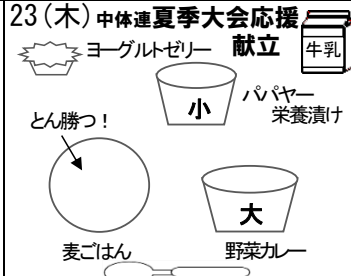 23(木)中体連夏季大会応援
献立
牛乳
ヨーグルトゼリー
小
パパヤー
栄養漬け
とん勝つ!
大
麦ごはん
野菜カレー